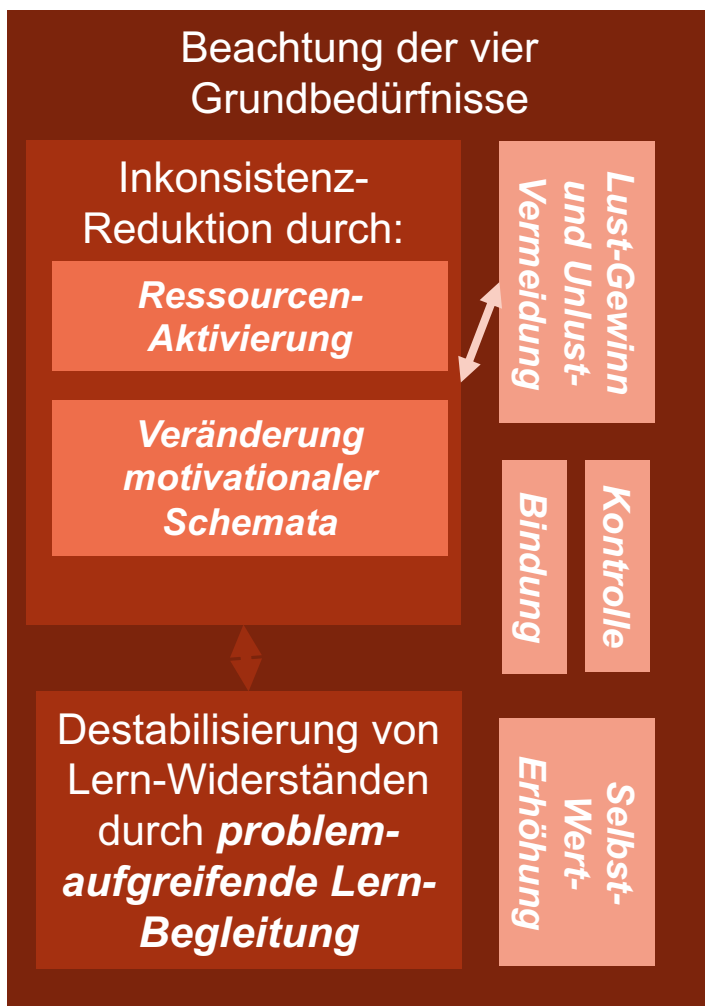 Beachtung der vier
Grundbedürfnisse
Inkonsistenz-
Reduktion durch:
Ressourcen-
Aktivierung
Veränderung
motivationaler
Schemata
Destabilisierung von
Lern-Widerständen
durch problem-
aufgreifende Lern-
Begleitung
Lust-Gewinn
und Unlust-
Vermeidung
Kontrolle
Bindung
Selbst-
Wert-
Erhöhung